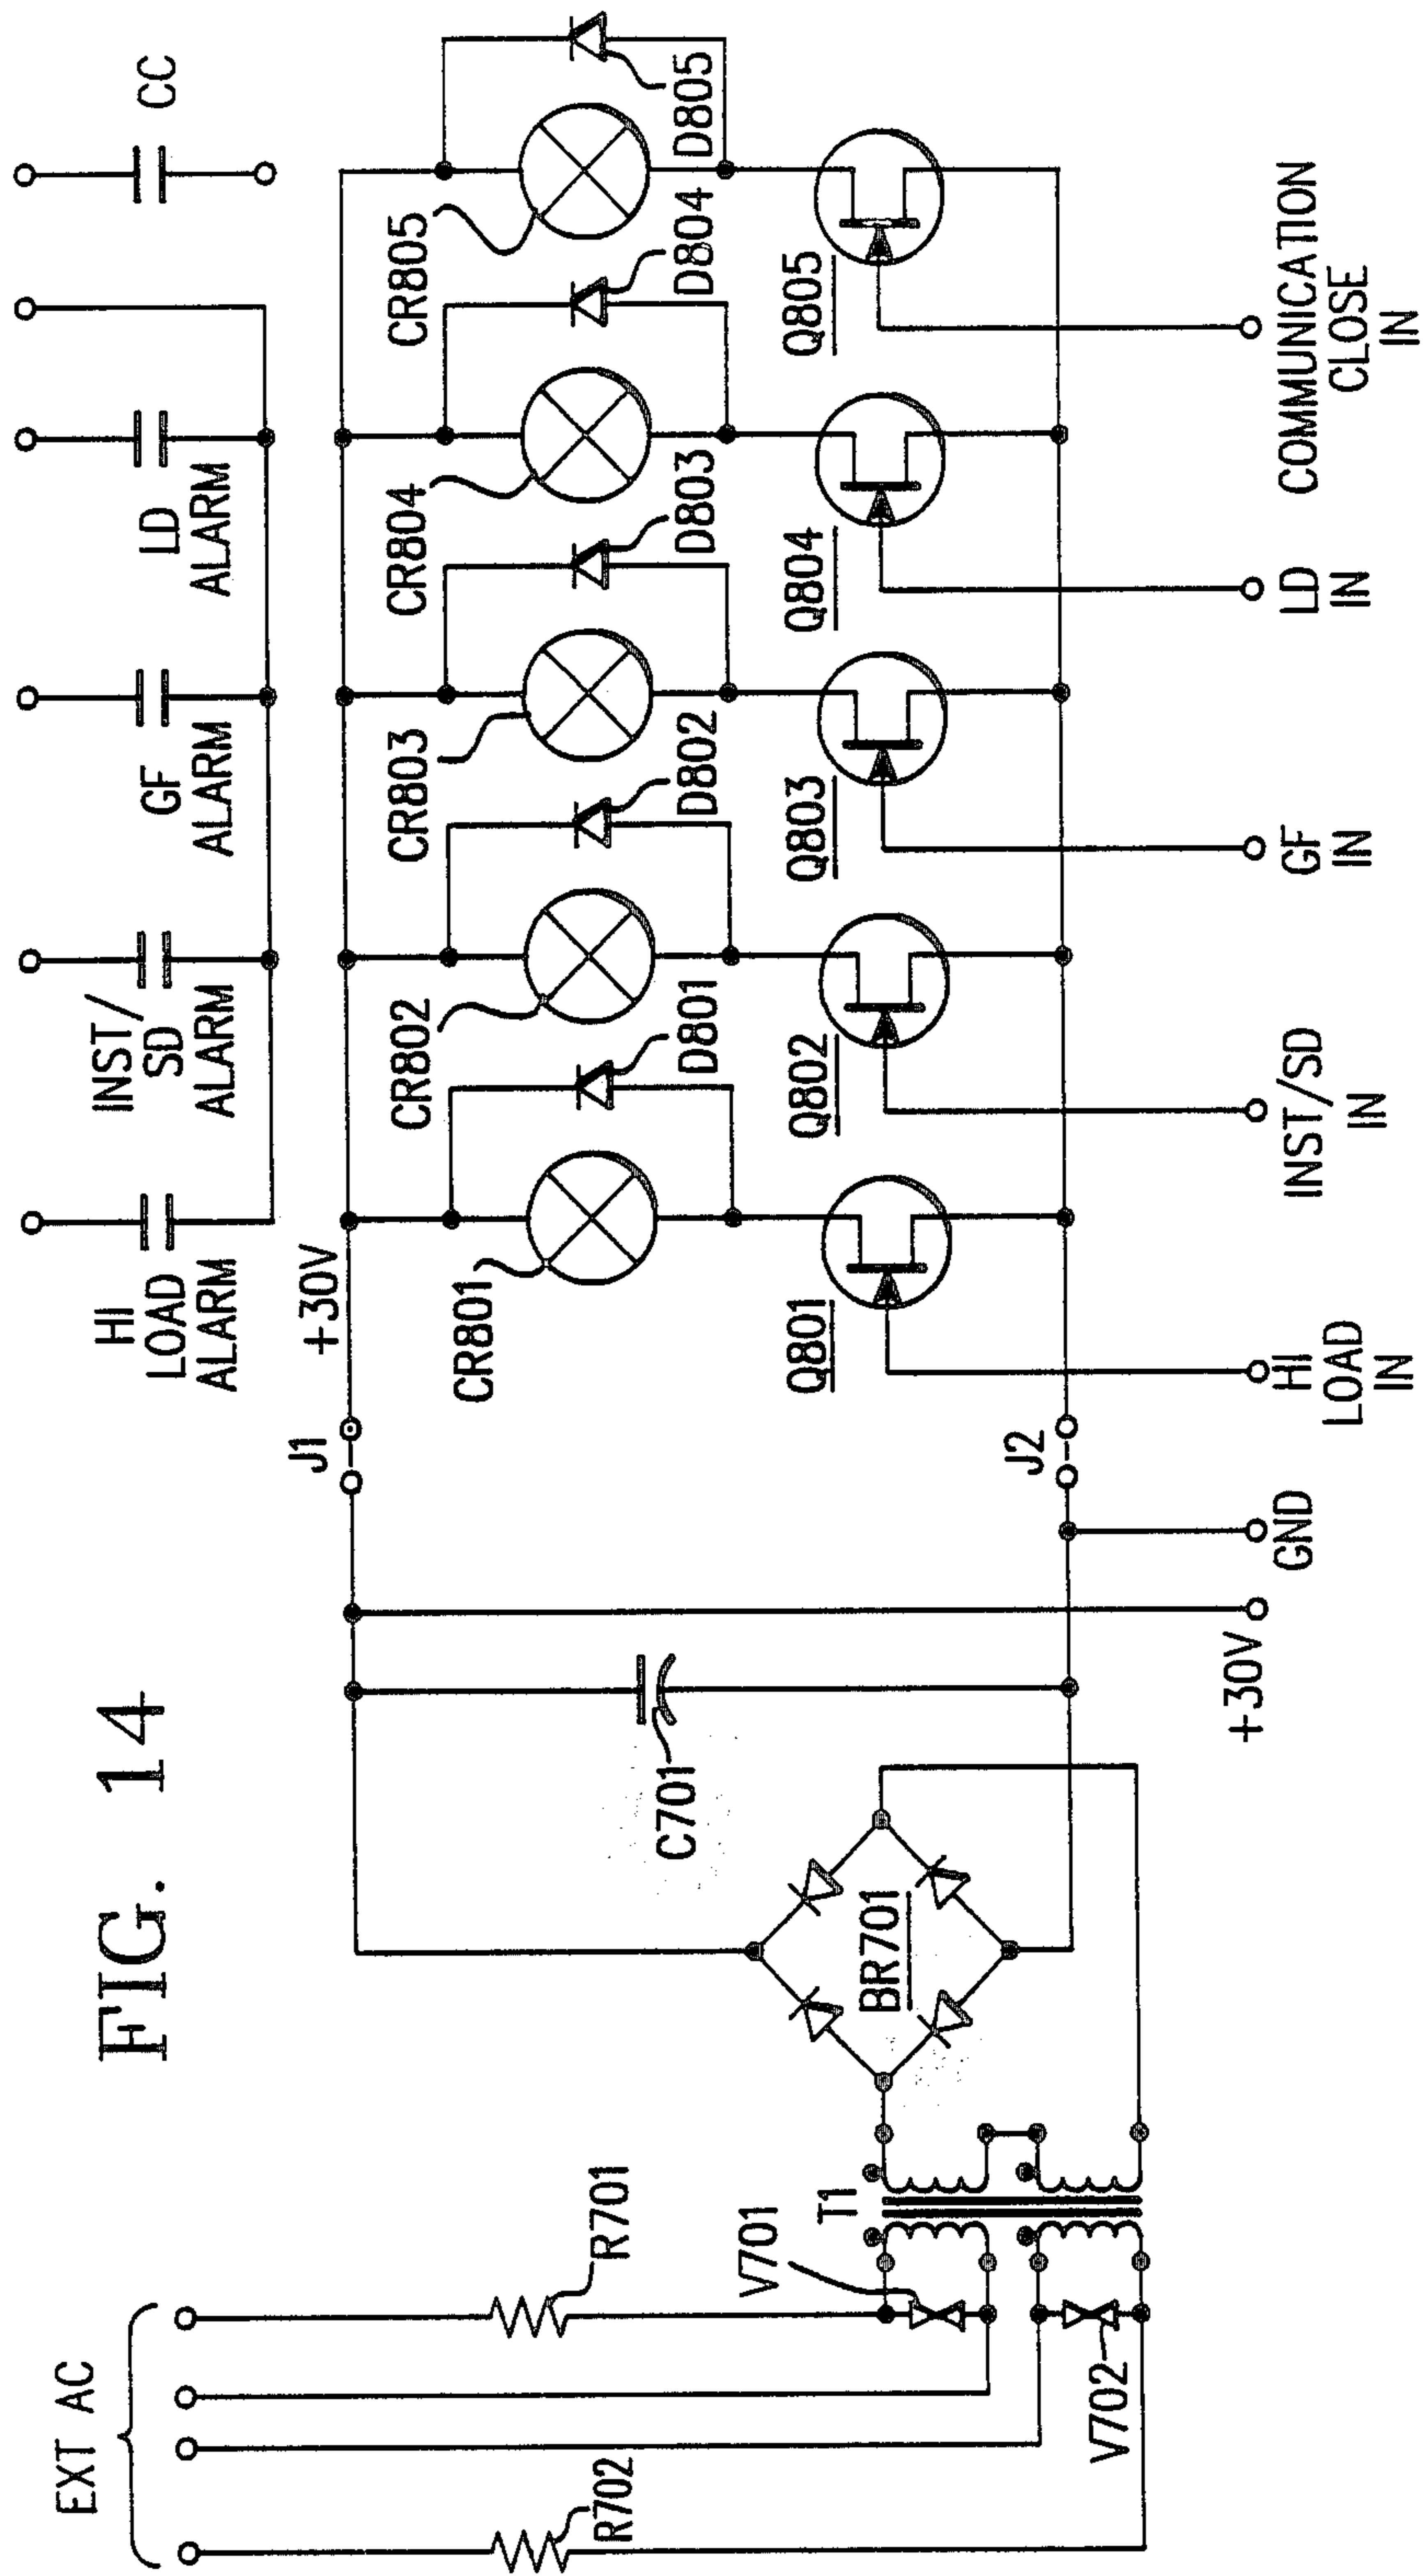 FIG. 14
EXT AC
R702
R701
V701
V702
T1
BR701
C701
+30V
GND
J1
J2
+30V
HI
LOAD
ALARM
INST/
SD
ALARM
GF
ALARM
LD
ALARM
CC
CR801
D801
CR802
D802
CR803
D803
CR804
D804
CR805
D805
Q801
Q802
Q803
Q804
Q805
HI
LOAD
IN
INST/SD
IN
GF
IN
LD
IN
COMMUNICATION
CLOSE
IN